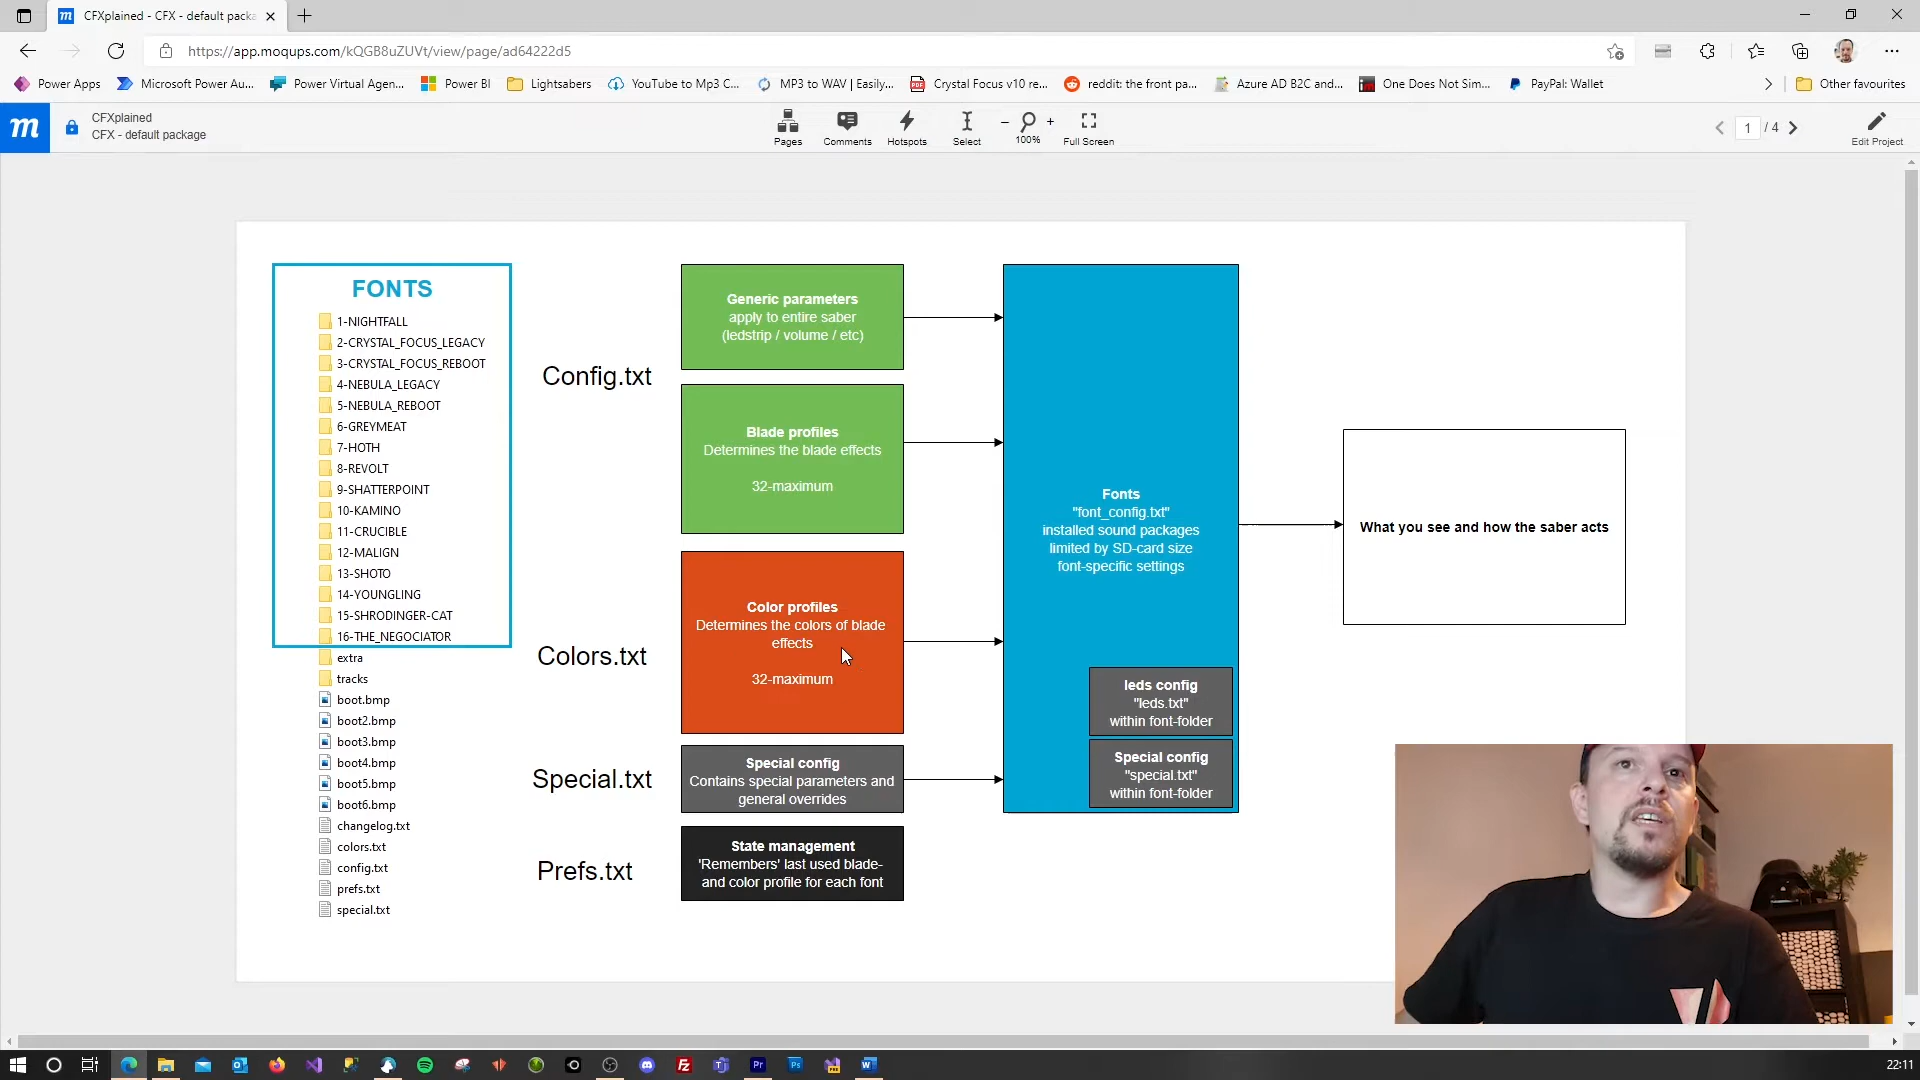 CFXplained - CFX - default packa
https://app.moqups.com/kQGB8uZUVt/view/page/ad64222d5
Power Apps
Microsoft Power Au...
Power Virtual Agen...
Power BI
Lightsabers
YouTube to Mp3 C...
MP3 to WAV | Easily...
Crystal Focus v10 re...
reddit: the front pa...
Azure AD B2C and...
One Does Not Sim...
PayPal: Wallet
Other favourites
m
CFXplained
CFX - default package
Pages
Comments
Hotspots
Select
100%
Full Screen
1 / 4
Edit Project
FONTS
1-NIGHTFALL
2-CRYSTAL_FOCUS_LEGACY
3-CRYSTAL_FOCUS_REBOOT
4-NEBULA_LEGACY
5-NEBULA_REBOOT
6-GREYMEAT
7-HOTH
8-REVOLT
9-SHATTERPOINT
10-KAMINO
11-CRUCIBLE
12-MALIGN
13-SHOTO
14-YOUNGLING
15-SHRODINGER-CAT
16-THE_NEGOCIATOR
extra
tracks
boot.bmp
boot2.bmp
boot3.bmp
boot4.bmp
boot5.bmp
boot6.bmp
changelog.txt
colors.txt
config.txt
prefs.txt
special.txt
Config.txt
Colors.txt
Special.txt
Prefs.txt
Generic parameters
apply to entire saber
(ledstrip / volume / etc)
Blade profiles
Determines the blade effects
32-maximum
Color profiles
Determines the colors of blade
effects
32-maximum
Special config
Contains special parameters and
general overrides
State management
'Remembers' last used blade-
and color profile for each font
Fonts
"font_config.txt"
installed sound packages
limited by SD-card size
font-specific settings
leds config
"leds.txt"
within font-folder
Special config
"special.txt"
within font-folder
What you see and how the saber acts
22:11